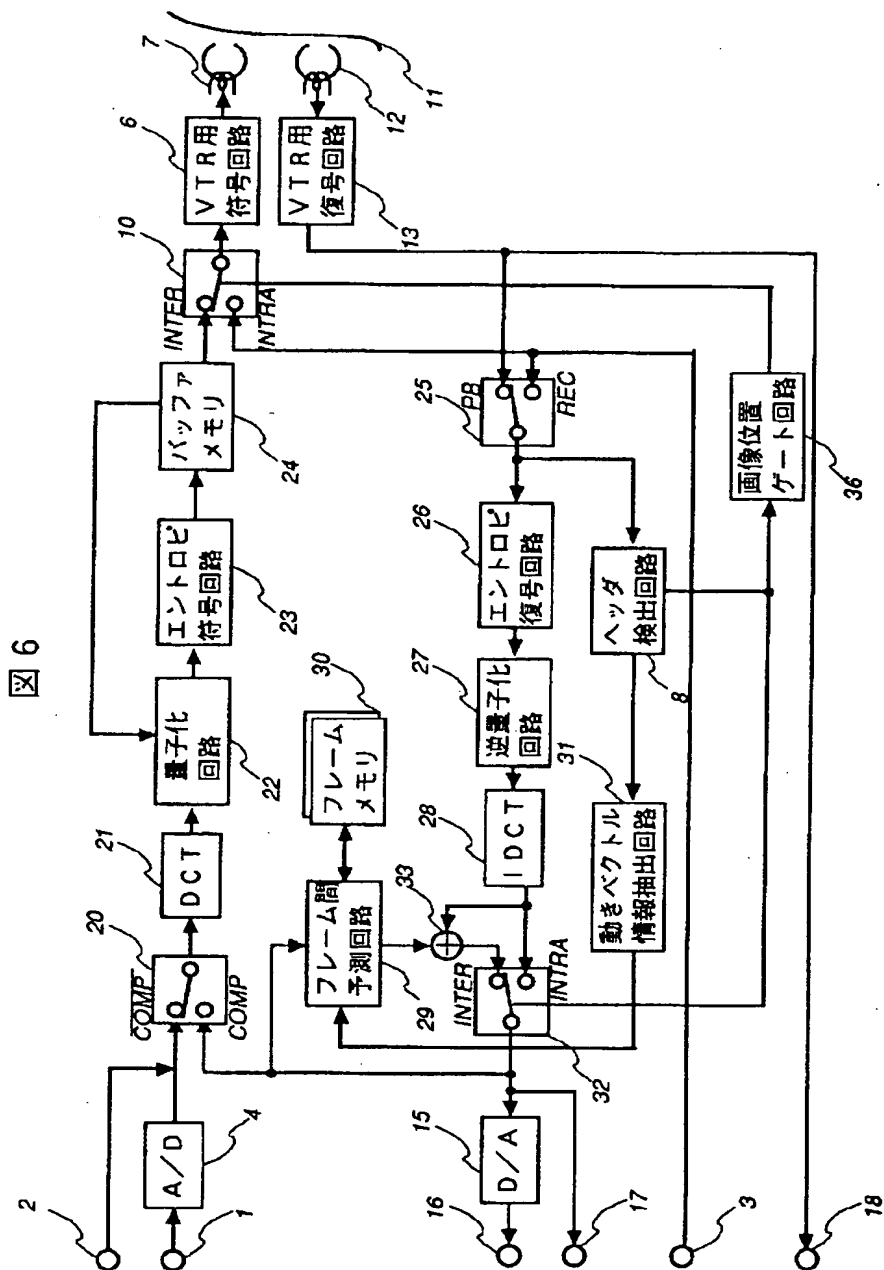 図6
2
1
A/D
4
COMP
COMP
20
DCT
21
量子化
回路
22
エントロピ
符号回路
23
バッファ
メモリ
24
INTER
INTRA
10
VTR用
符号回路
6
7
VTR用
復号回路
13
12
11
フレーム間
予測回路
29
フレーム
メモリ
30
33
IDCT
28
逆量子化
回路
27
エントロピ
復号回路
26
PB
REC
25
INTER
INTRA
32
D/A
15
16
17
3
18
動きベクトル
情報抽出回路
31
ヘッダ
検出回路
8
画像位置
ゲート回路
36